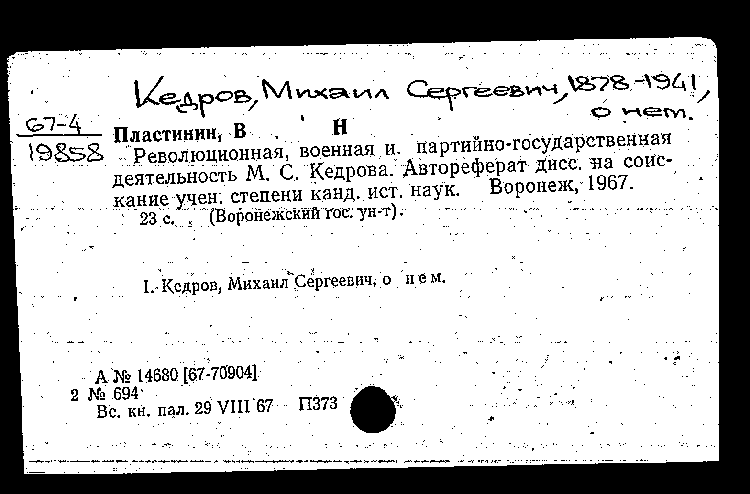 Кедров, Михаил Сергеевич, 1878-1941,
о нем.
67-4
19858
Пластинин, В . Н
Революционная, военная и партийно-государственная
деятельность М. С. Кедрова. Автореферат дисс. на соис-
кание учен. степени канд. ист. наук. Воронеж, 1967.
23 с. (Воронежский гос. ун-т).
I. Кедров, Михаил Сергеевич, о нем.
А № 14680 [67-70904]
2 № 694
Вс. кн. пал. 29 VIII 67 П373